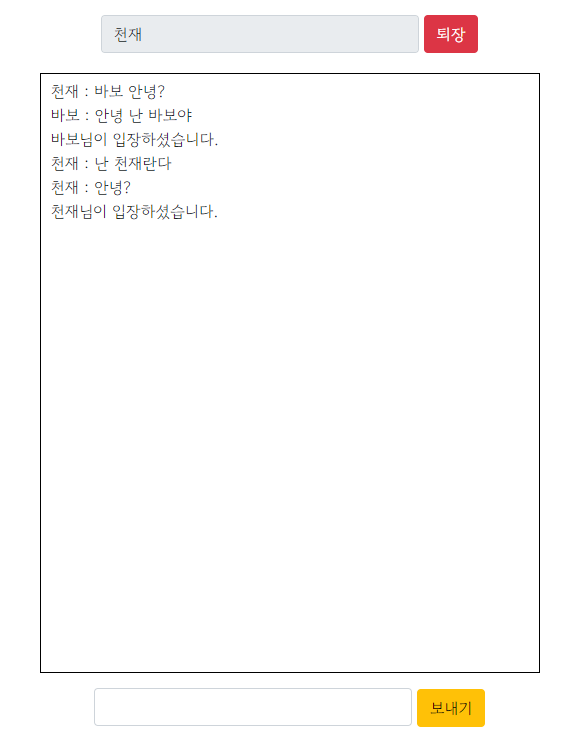 천재
퇴장
천재 : 바보 안녕?
바보 : 안녕 난 바보야
바보님이 입장하셨습니다.
천재 : 난 천재란다
천재 : 안녕?
천재님이 입장하셨습니다.
보내기